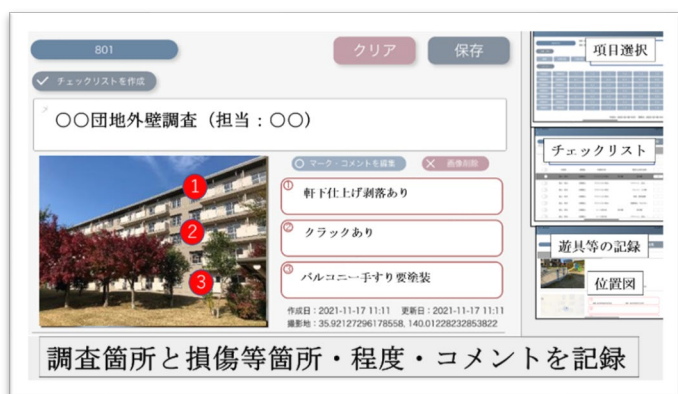 801
クリア
保存
チェックリストを作成
〇〇団地外壁調査（担当：〇〇）
マーク・コメントを編集
画像削除
1
2
3
① 軒下仕上げ剥落あり
② クラックあり
③ バルコニー手すり要塗装
作成日：2021-11-17 11:11 更新日：2021-11-17 11:11
撮影地：35.92127296178558, 140.01228232853822
調査箇所と損傷等箇所・程度・コメントを記録
項目選択
チェックリスト
遊具等の記録
位置図